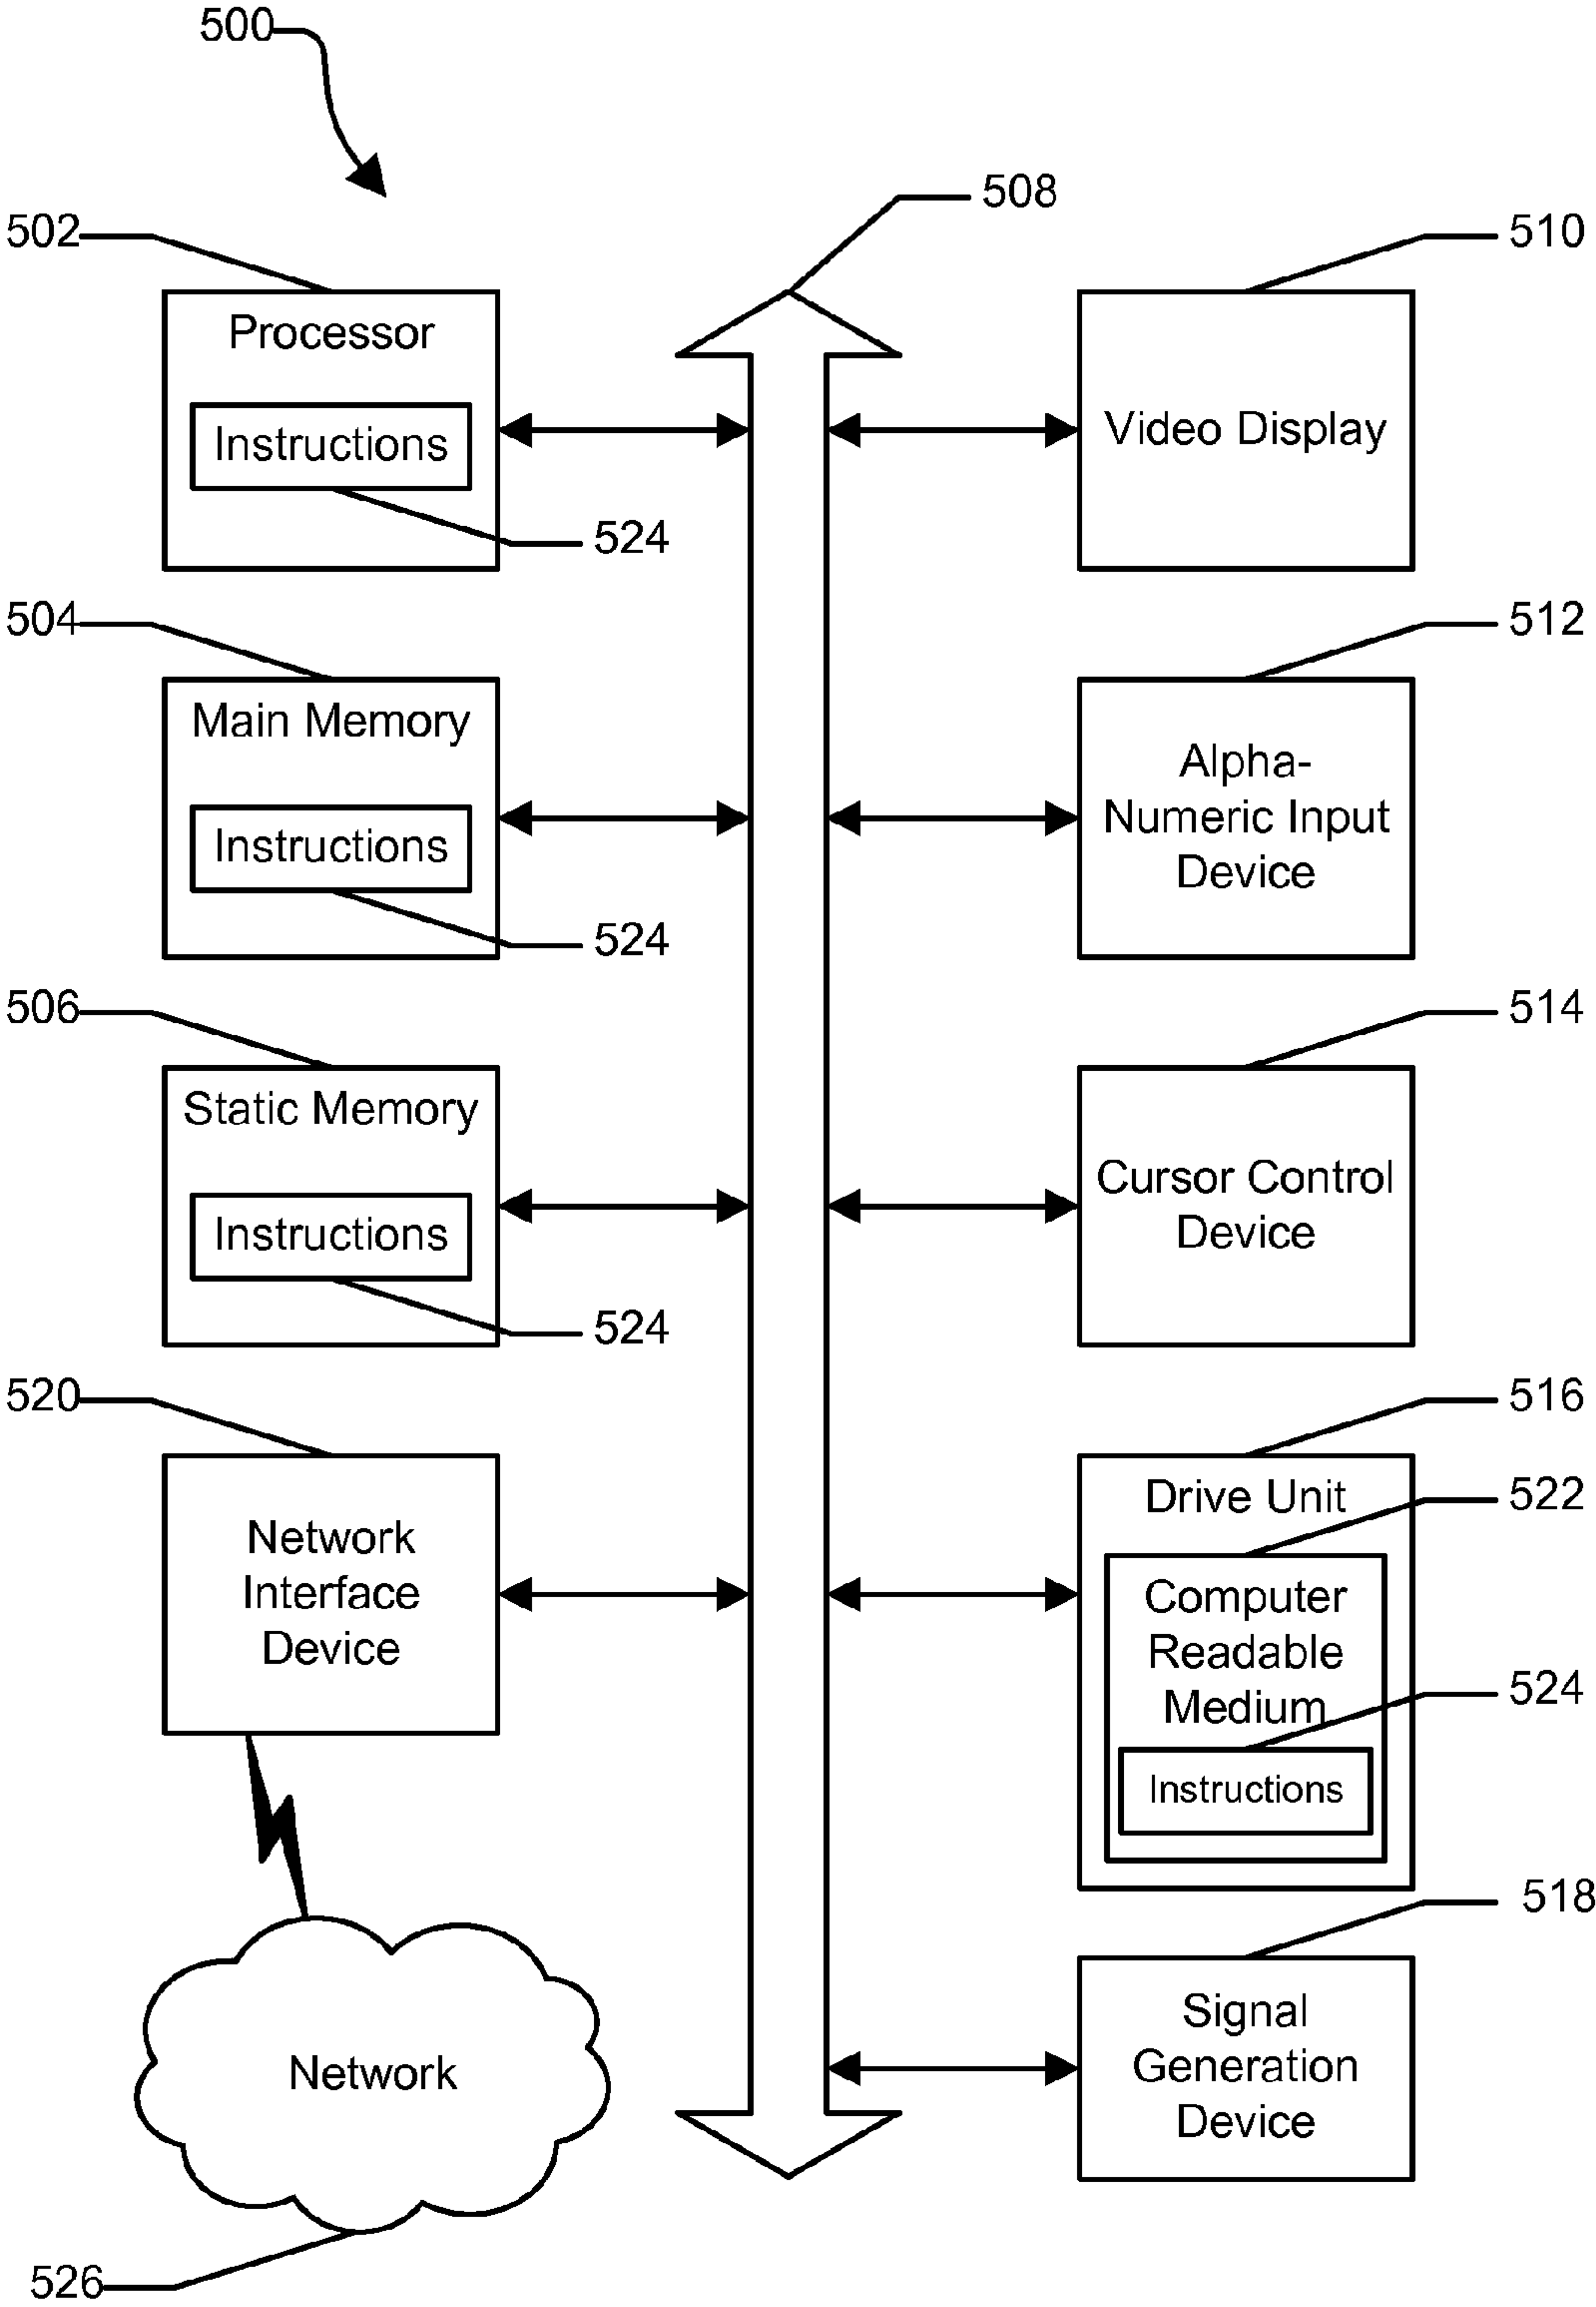 500
508
502
510
Processor
Instructions
524
Video Display
504
512
Main Memory
Instructions
524
Alpha-
Numeric Input
Device
506
514
Static Memory
Instructions
524
Cursor Control
Device
520
516
Network
Interface
Device
Drive Unit
522
Computer
Readable
Medium
524
Instructions
518
Network
Signal
Generation
Device
526